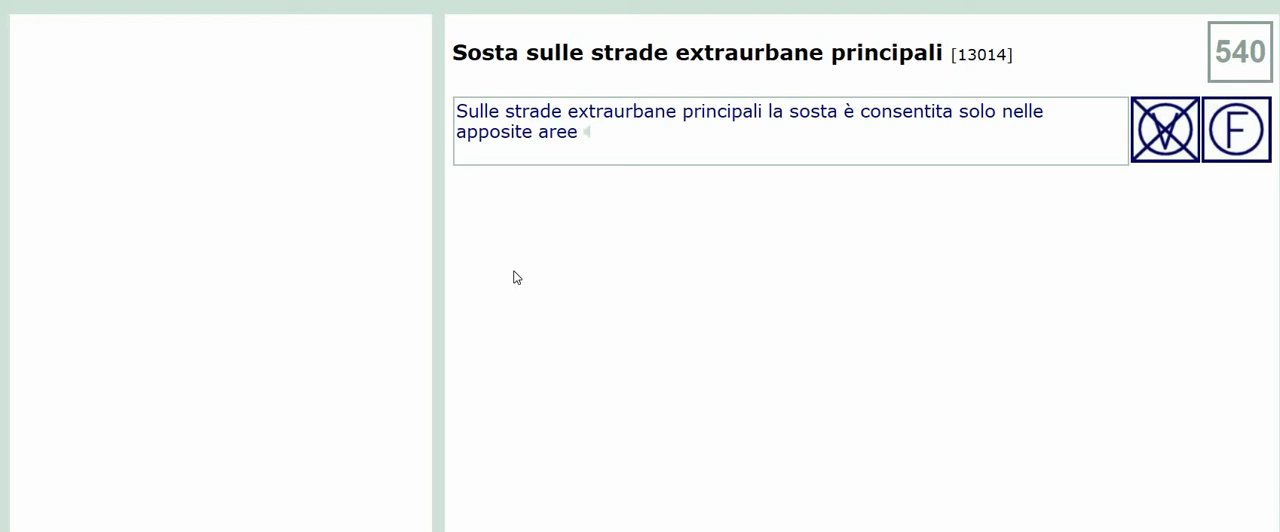 Sosta sulle strade extraurbane principali [13014]
540
Sulle strade extraurbane principali la sosta è consentita solo nelle
apposite aree
V F